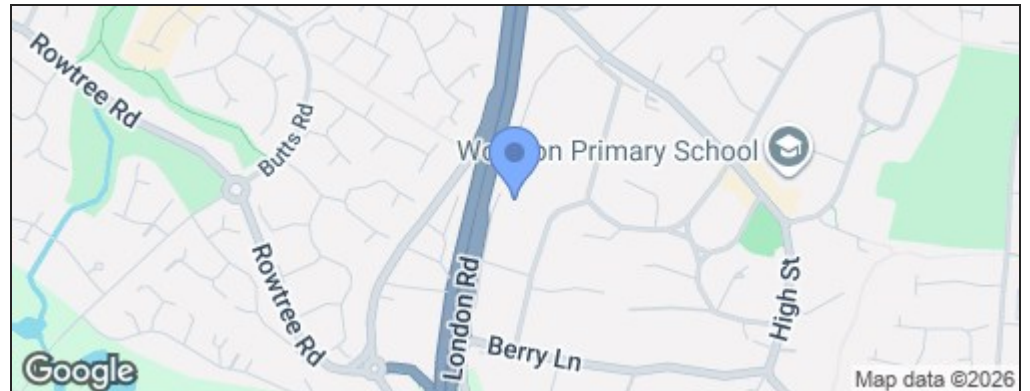 Rowtree Rd
Butts Rd
Primary School
Rowtree Rd
London Rd
High St
Berry Ln
Google
Map data ©2026